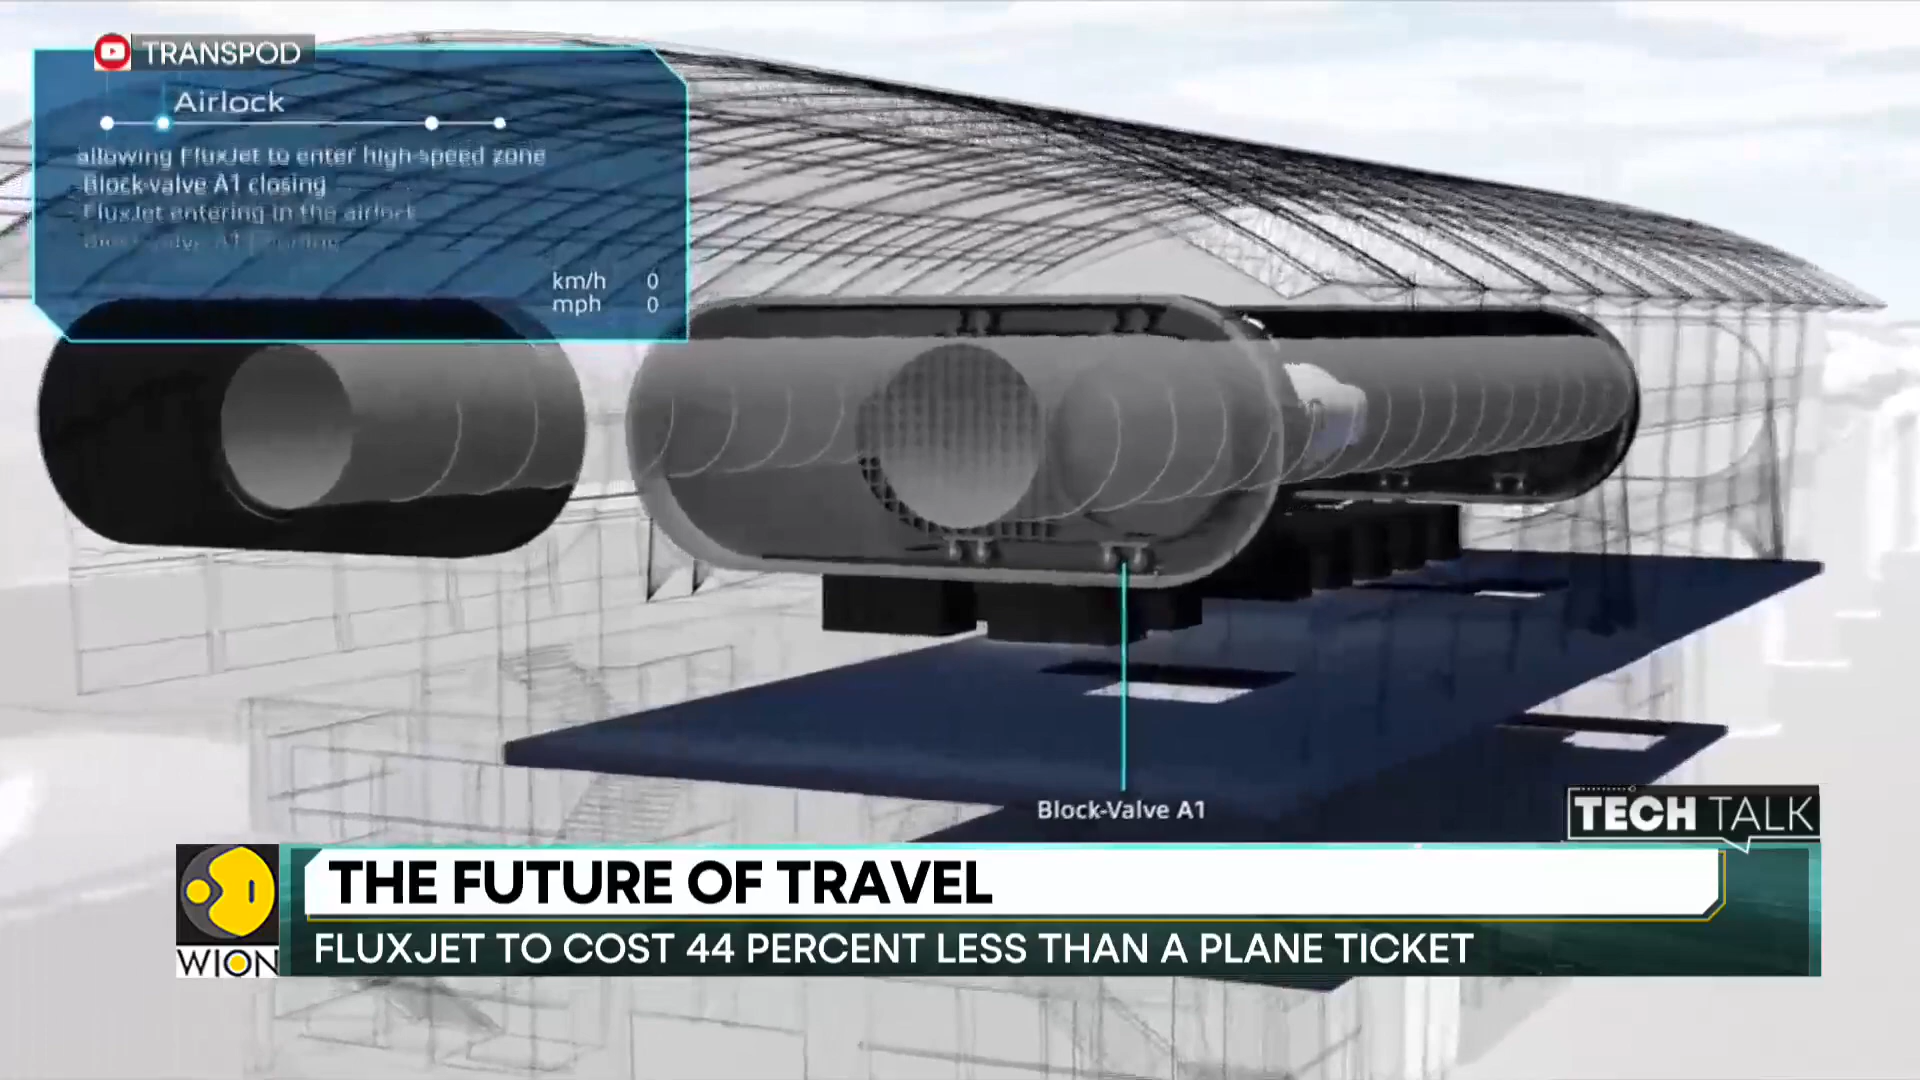 TRANSPOD
Airlock
allowing FluxJet to enter high-speed zone
Block-valve A1 closing
FluxJet entering in the airlock
km/h 0
mph 0
Block-Valve A1
TECH TALK
THE FUTURE OF TRAVEL
FLUXJET TO COST 44 PERCENT LESS THAN A PLANE TICKET
WION